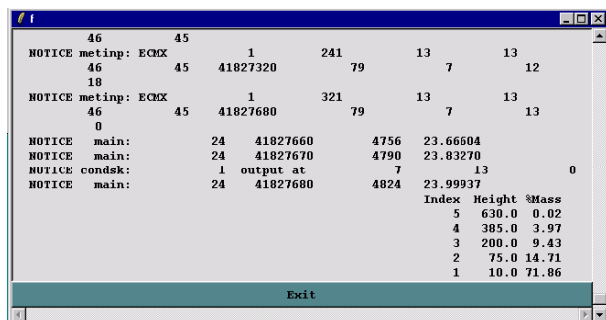 f
46 45
NOTICE metinp: ECMX 1 241 13 13
46 45 41827320 79 7 12
18
NOTICE metinp: ECMX 1 321 13 13
46 45 41827680 79 7 13
0
NOTICE main: 24 41827660 4756 23.66604
NOTICE main: 24 41827670 4790 23.83270
NOTICE condsk: 1 output at 7 13 0
NOTICE main: 24 41827680 4824 23.99937
Index Height %Mass
5 630.0 0.02
4 385.0 3.97
3 200.0 9.43
2 75.0 14.71
1 10.0 71.86
Exit